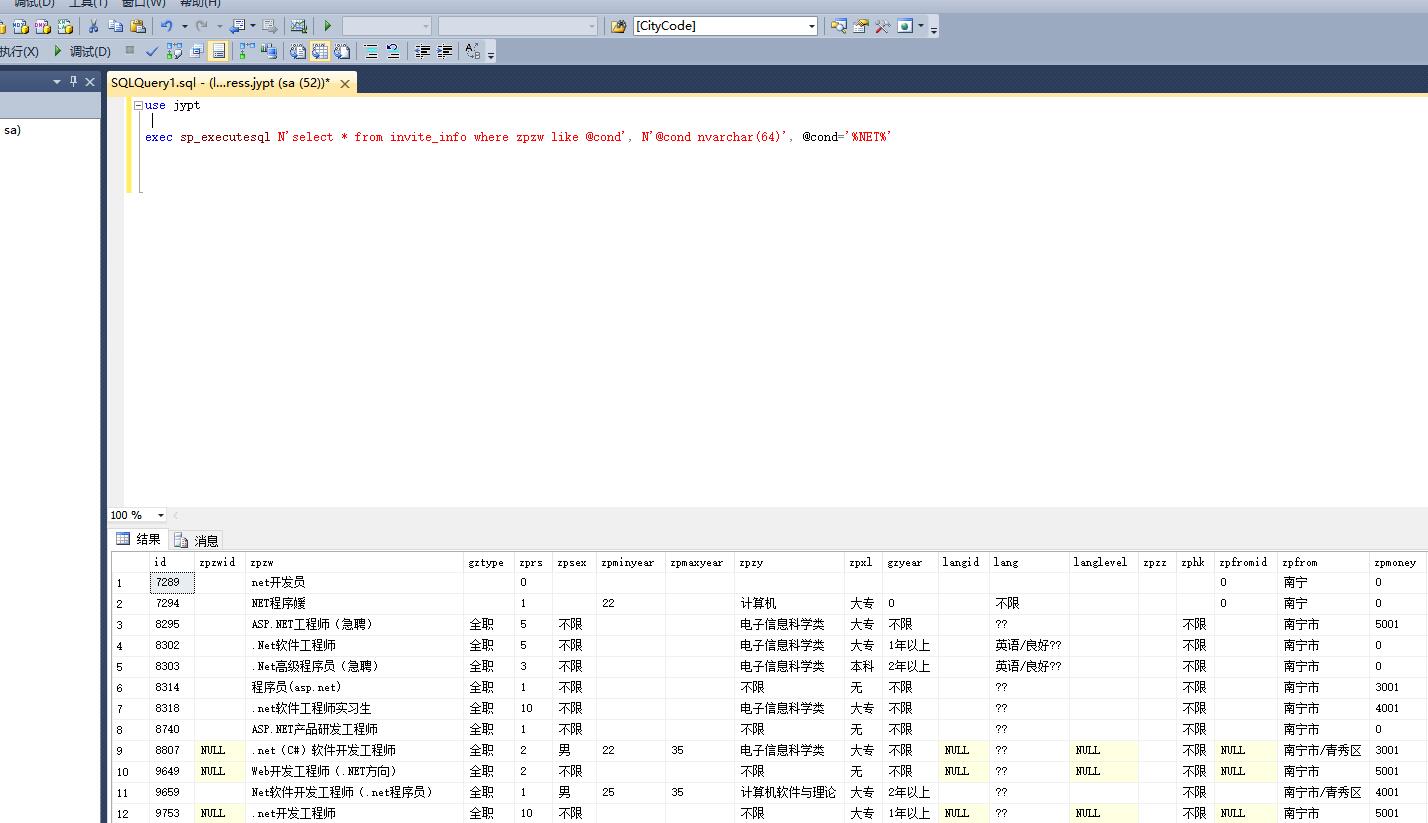 调试(D) 工具(T) 窗口(W) 帮助(H)
[CityCode]
执行(X) 调试(D)
SQLQuery1.sql - (l...ress.jypt (sa (52))*
sa)
use jypt
exec sp_executesql N'select * from invite_info where zpzw like @cond', N'@cond nvarchar(64)', @cond='%NET%'
100 %
结果 消息
id zpzwid zpzw gztype zprs zpsex zpminyear zpmaxyear zpzy zpxl gzyear langid lang langlevel zpzz zphk zpfromid zpfrom zpmoney
1 7289 net开发员 0 0 南宁 0
2 7294 NET程序媛 1 22 计算机 大专 0 不限 0 南宁 0
3 8295 ASP.NET工程师（急聘） 全职 5 不限 电子信息科学类 大专 不限 ?? 不限 南宁市 5001
4 8302 .Net软件工程师 全职 5 不限 电子信息科学类 大专 1年以上 英语/良好?? 不限 南宁市 0
5 8303 .Net高级程序员（急聘） 全职 3 不限 电子信息科学类 本科 2年以上 英语/良好?? 不限 南宁市 0
6 8314 程序员(asp.net) 全职 1 不限 不限 无 不限 ?? 不限 南宁市 3001
7 8318 .net软件工程师实习生 全职 10 不限 电子信息科学类 大专 不限 ?? 不限 南宁市 4001
8 8740 ASP.NET产品研发工程师 全职 1 不限 不限 无 不限 ?? 不限 南宁市 0
9 8807 NULL .net（C#）软件开发工程师 全职 2 男 22 35 电子信息科学类 大专 不限 NULL ?? NULL 不限 NULL 南宁市/青秀区 3001
10 9649 NULL Web开发工程师（.NET方向） 全职 2 不限 不限 无 不限 NULL ?? NULL 不限 NULL 南宁市 5001
11 9659 Net软件开发工程师（.net程序员） 全职 1 男 25 35 计算机软件与理论 大专 2年以上 ?? 不限 南宁市/青秀区 4001
12 9753 NULL .net开发工程师 全职 10 不限 不限 大专 1年以上 NULL ?? NULL 不限 NULL 南宁市 5001